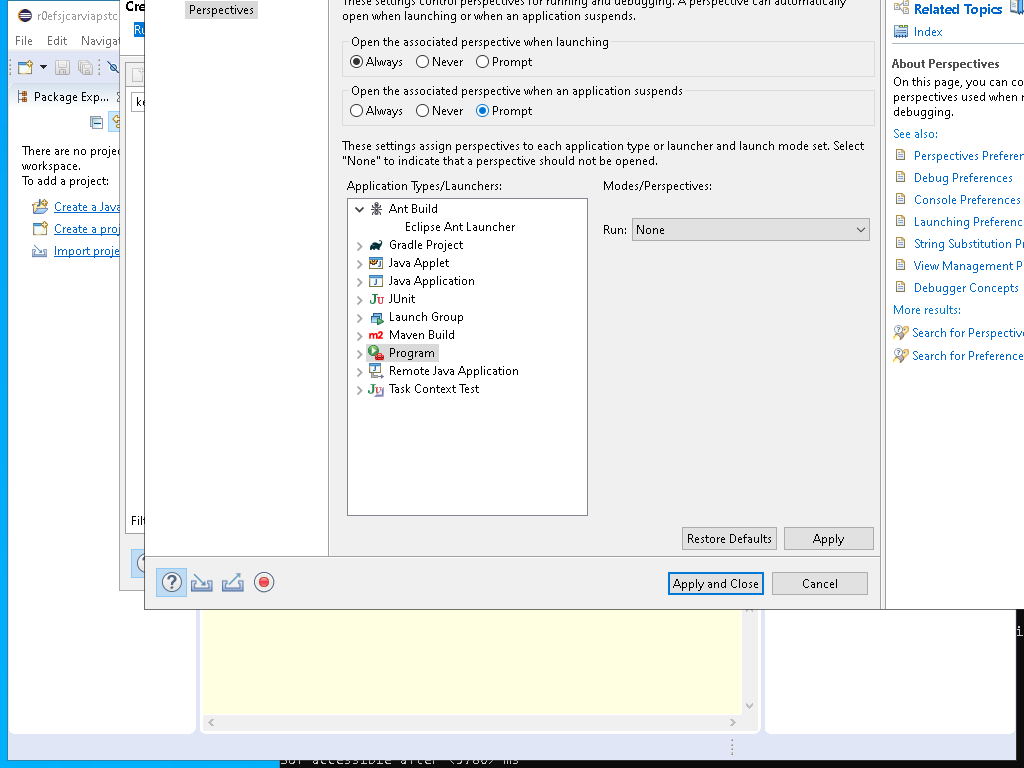 r0efsjcarviapstc
File Edit Naviga
Package Exp...
There are no proje
workspace.
To add a project:
Create a Java
Create a proj
Import proje
Cre
Ru
ke
Filt
Perspectives
These settings control perspectives for running and debugging. A perspective can automatically
open when launching or when an application suspends.
Open the associated perspective when launching
Always Never Prompt
Open the associated perspective when an application suspends
Always Never Prompt
These settings assign perspectives to each application type or launcher and launch mode set. Select
"None" to indicate that a perspective should not be opened.
Application Types/Launchers:
Modes/Perspectives:
Ant Build
Eclipse Ant Launcher
Gradle Project
Java Applet
Java Application
JUnit
Launch Group
Maven Build
Program
Remote Java Application
Task Context Test
Run: None
Restore Defaults Apply
Apply and Close Cancel
Related Topics
Index
About Perspectives
On this page, you can co
perspectives used when r
debugging.
See also:
Perspectives Preferen
Debug Preferences
Console Preferences
Launching Preferenc
String Substitution P
View Management P
Debugger Concepts
More results:
Search for Perspective
Search for Preference
not accessible after <5780> ms